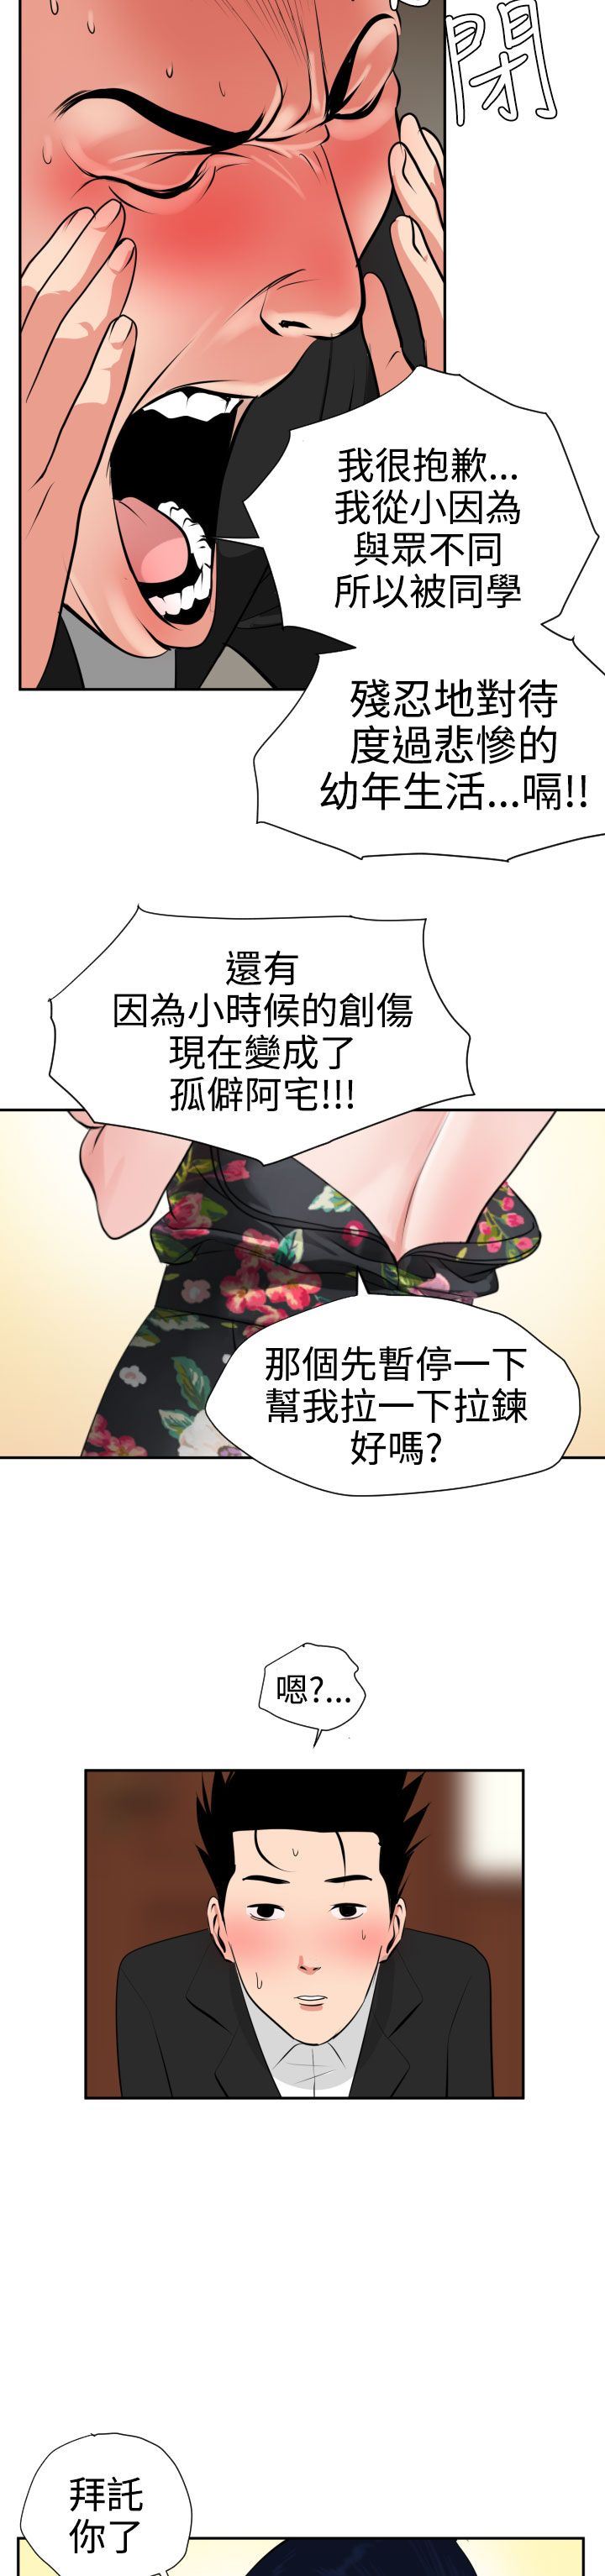 閉
我很抱歉...
我從小因為
與眾不同
所以被同學
殘忍地對待
度過悲慘的
幼年生活...嗝!!
還有
因為小時候的創傷
現在變成了
孤僻阿宅!!!
那個先暫停一下
幫我拉一下拉鍊
好嗎?
嗯?...
拜託
你了